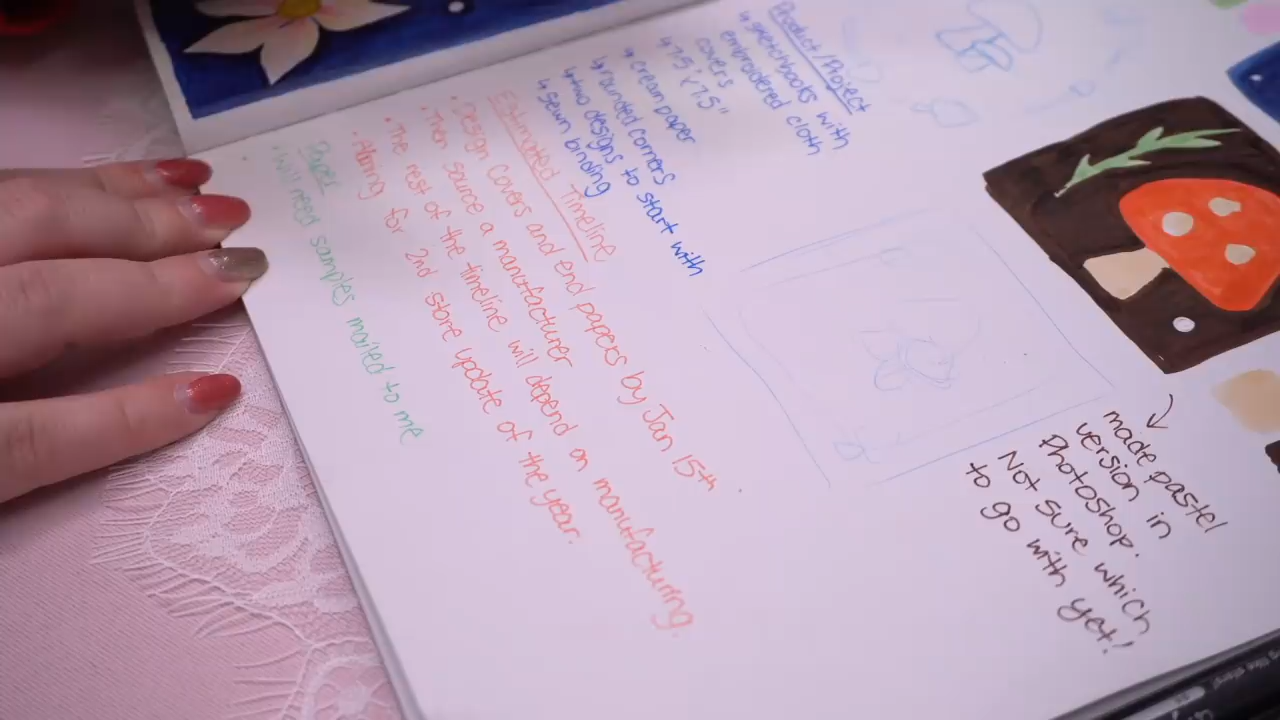 Product/Project
↳ sketchbooks with
embroidered cloth
covers
↳ 7.5" x 7.5"
↳ cream paper
↳ rounded corners
↳ two designs to start with
↳ sewn binding
Estimated Timeline
• Design covers and end papers by Jan 15th
• Then source a manufacturer
• The rest of the timeline will depend on manufacturing.
• Aiming for 2nd store update of the year.
Paper
• Will need samples mailed to me
made pastel
version in
Photoshop.
Not sure which
to go with yet!